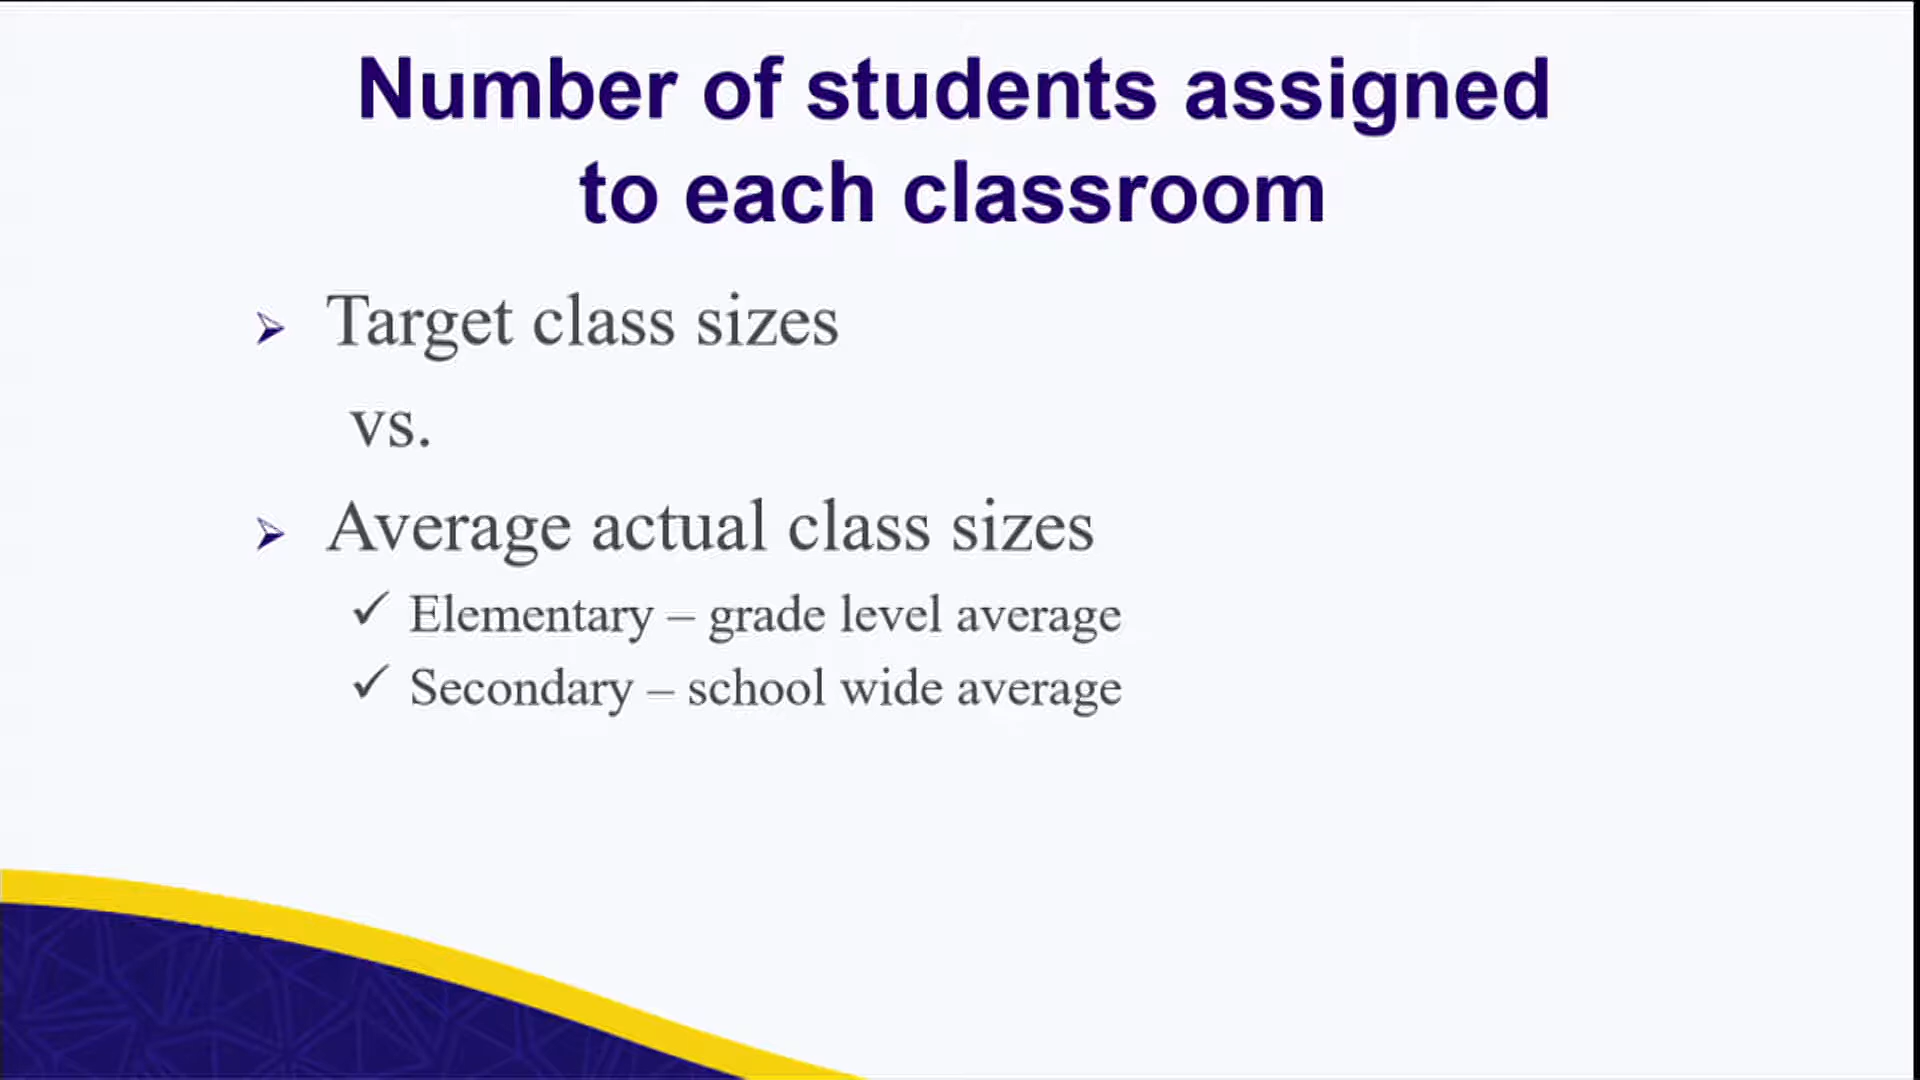 Number of students assigned
to each classroom
Target class sizes
vs.
Average actual class sizes
Elementary – grade level average
Secondary – school wide average